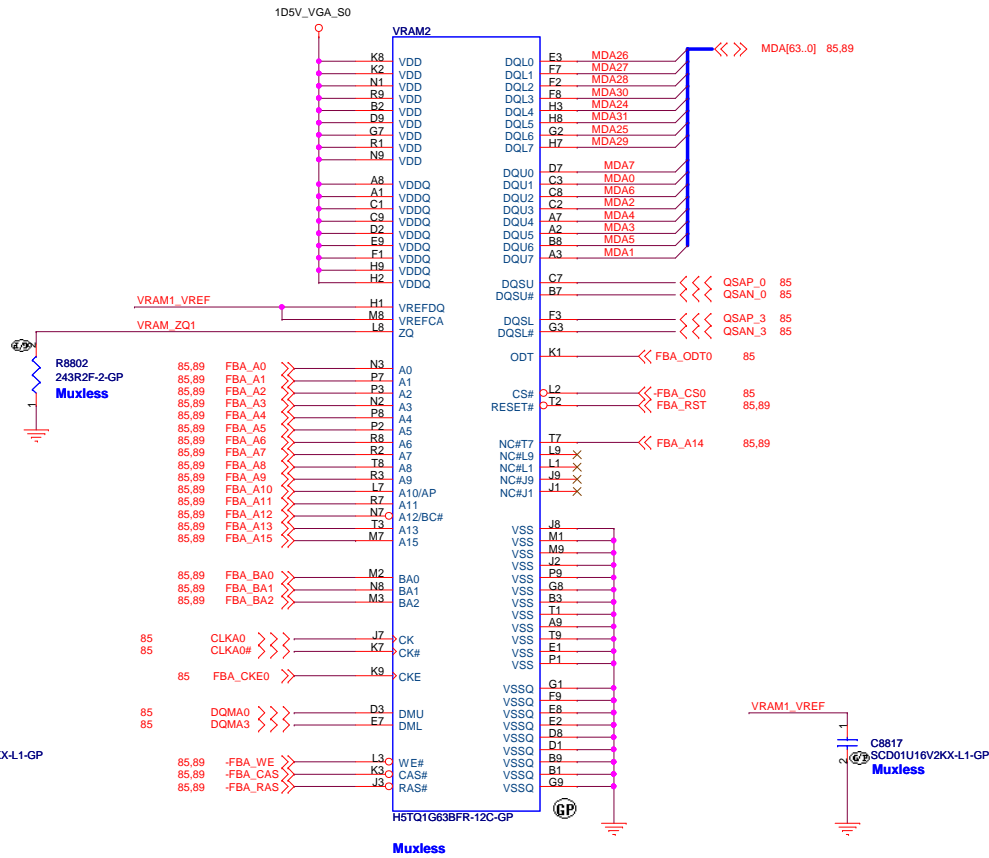 1D5V_VGA_S0
VRAM2
K8 VDD
K2 VDD
N1 VDD
R9 VDD
B2 VDD
D9 VDD
G7 VDD
R1 VDD
N9 VDD
A8 VDDQ
A1 VDDQ
C1 VDDQ
C9 VDDQ
D2 VDDQ
E9 VDDQ
F1 VDDQ
H9 VDDQ
H2 VDDQ
VRAM1_VREF H1 VREFDQ
M8 VREFCA
VRAM_ZQ1 L8 ZQ
2
R8802
243R2F-2-GP
Muxless
1
85,89 FBA_A0 N3 A0
85,89 FBA_A1 P7 A1
85,89 FBA_A2 P3 A2
85,89 FBA_A3 N2 A3
85,89 FBA_A4 P8 A4
85,89 FBA_A5 P2 A5
85,89 FBA_A6 R8 A6
85,89 FBA_A7 R2 A7
85,89 FBA_A8 T8 A8
85,89 FBA_A9 R3 A9
85,89 FBA_A10 L7 A10/AP
85,89 FBA_A11 R7 A11
85,89 FBA_A12 N7 A12/BC#
85,89 FBA_A13 T3 A13
85,89 FBA_A15 M7 A15
85,89 FBA_BA0 M2 BA0
85,89 FBA_BA1 N8 BA1
85,89 FBA_BA2 M3 BA2
85 CLKA0 J7 CK
85 CLKA0# K7 CK#
85 FBA_CKE0 K9 CKE
85 DQMA0 D3 DMU
85 DQMA3 E7 DML
85,89 -FBA_WE L3 WE#
85,89 -FBA_CAS K3 CAS#
85,89 -FBA_RAS J3 RAS#
KX-L1-GP
DQL0 E3 MDA26
DQL1 F7 MDA27
DQL2 F2 MDA28
DQL3 F8 MDA30
DQL4 H3 MDA24
DQL5 H8 MDA31
DQL6 G2 MDA25
DQL7 H7 MDA29
MDA[63..0] 85,89
DQU0 D7 MDA7
DQU1 C3 MDA0
DQU2 C8 MDA6
DQU3 C2 MDA2
DQU4 A7 MDA4
DQU5 A2 MDA3
DQU6 B8 MDA5
DQU7 A3 MDA1
DQSU C7 QSAP_0 85
DQSU# B7 QSAN_0 85
DQSL F3 QSAP_3 85
DQSL# G3 QSAN_3 85
ODT K1 FBA_ODT0 85
CS# L2 -FBA_CS0 85
RESET# T2 FBA_RST 85,89
NC#T7 T7 FBA_A14 85,89
NC#L9 L9
NC#L1 L1
NC#J9 J9
NC#J1 J1
VSS J8
VSS M1
VSS M9
VSS J2
VSS P9
VSS G8
VSS B3
VSS T1
VSS A9
VSS T9
VSS E1
VSS P1
VSSQ G1
VSSQ F9
VSSQ E8
VSSQ E2
VSSQ D8
VSSQ D1
VSSQ B9
VSSQ B1
VSSQ G9
H5TQ1G63BFR-12C-GP
GP
Muxless
VRAM1_VREF
1
C8817
2
SCD01U16V2KX-L1-GP
Muxless